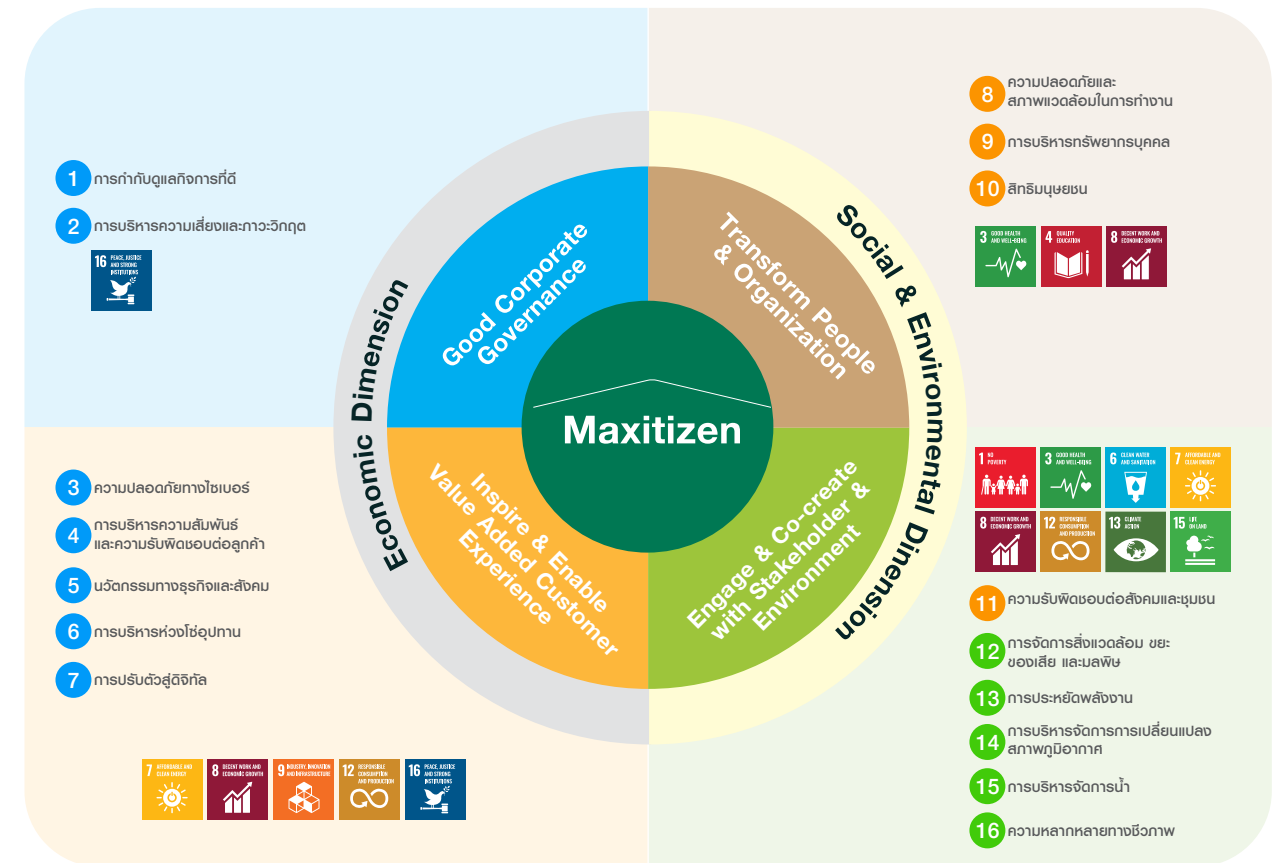 1
การกำกับดูแลกิจการที่ดี
2
การบริหารความเสี่ยงและภาวะวิกฤต
16 PEACE, JUSTICE
AND STRONG
INSTITUTIONS
3
ความปลอดภัยทางไซเบอร์
4
การบริหารความสัมพันธ์
และความรับผิดชอบต่อลูกค้า
5
นวัตกรรมทางธุรกิจและสังคม
6
การบริหารห่วงโซ่อุปทาน
7
การปรับตัวสู่ดิจิทัล
7 AFFORDABLE AND
CLEAN ENERGY
8 DECENT WORK AND
ECONOMIC GROWTH
9 INDUSTRY, INNOVATION
AND INFRASTRUCTURE
12 RESPONSIBLE
CONSUMPTION
AND PRODUCTION
16 PEACE, JUSTICE
AND STRONG
INSTITUTIONS
Economic Dimension
Good Corporate
Governance
Transform People
& Organization
Maxitizen
Inspire & Enable
Value Added Customer
Experience
Engage & Co-create
with Stakeholder &
Environment
Social & Environmental Dinension
8
ความปลอดภัยและ
สภาพแวดล้อมในการทำงาน
9
การบริหารทรัพยากรบุคคล
10
สิทธิมนุษยชน
3 GOOD HEALTH
AND WELL-BEING
4 QUALITY
EDUCATION
8 DECENT WORK AND
ECONOMIC GROWTH
1 NO
POVERTY
3 GOOD HEALTH
AND WELL-BEING
6 CLEAN WATER
AND SANITATION
7 AFFORDABLE AND
CLEAN ENERGY
8 DECENT WORK AND
ECONOMIC GROWTH
12 RESPONSIBLE
CONSUMPTION
AND PRODUCTION
13 CLIMATE
ACTION
15 LIFE
ON LAND
11
ความรับผิดชอบต่อสังคมและชุมชน
12
การจัดการสิ่งแวดล้อม ขยะ
ของเสีย และมลพิษ
13
การประหยัดพลังงาน
14
การบริหารจัดการการเปลี่ยนแปลง
สภาพภูมิอากาศ
15
การบริหารจัดการน้ำ
16
ความหลากหลายทางชีวภาพ